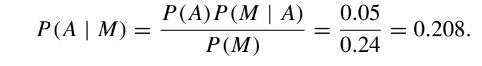 P(A | M) = P(A)P(M | A) / P(M) = 0.05 / 0.24 = 0.208.